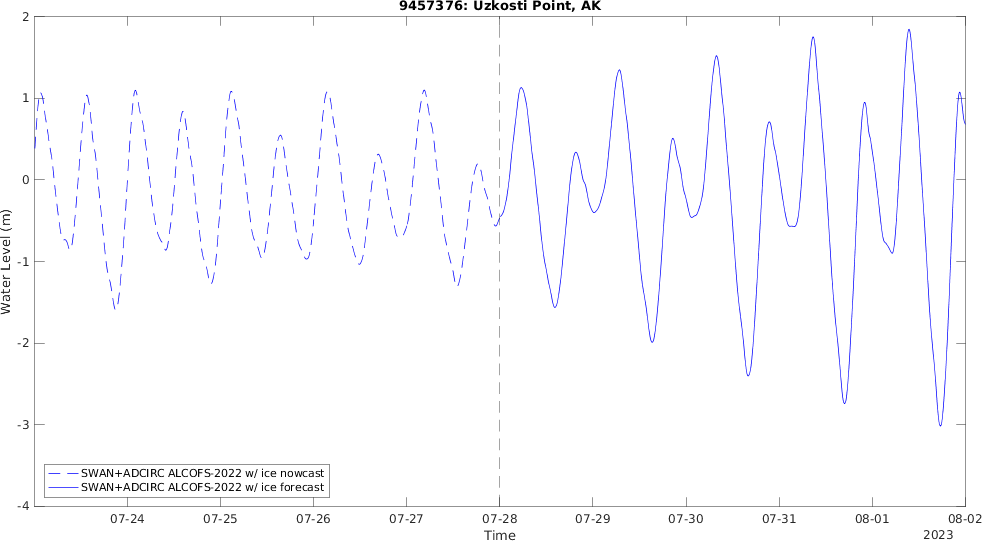 9457376: Uzkosti Point, AK
Water Level (m)
2
1
0
-1
-2
-3
-4
SWAN+ADCIRC ALCOFS-2022 w/ ice nowcast
SWAN+ADCIRC ALCOFS-2022 w/ ice forecast
07-24 07-25 07-26 07-27 07-28 07-29 07-30 07-31 08-01 08-02
Time
2023